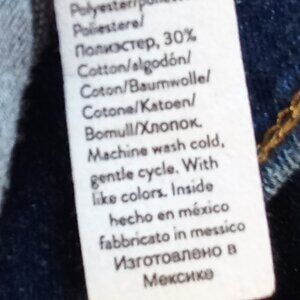 Polyester/
Poliestere/
Полиэстер, 30%
Cotton/algodón/
Coton/Baumwolle/
Cotone/Katoen/
Bomull/Хлопок.
Machine wash cold,
gentle cycle. With
like colors. Inside
hecho en méxico
fabbricato in messico
Изготовлено в
Мексике